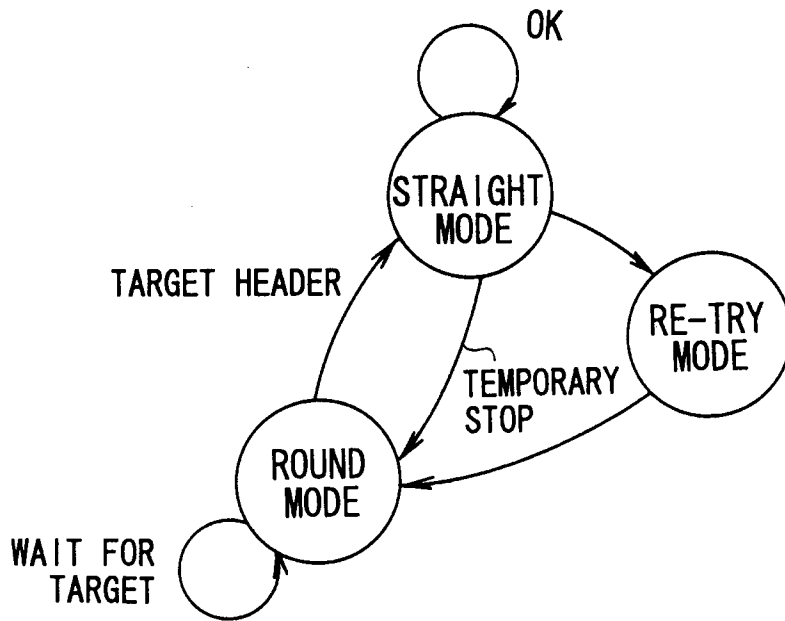 OK
STRAIGHT
MODE
TARGET HEADER
RE-TRY
MODE
TEMPORARY
STOP
ROUND
MODE
WAIT FOR
TARGET